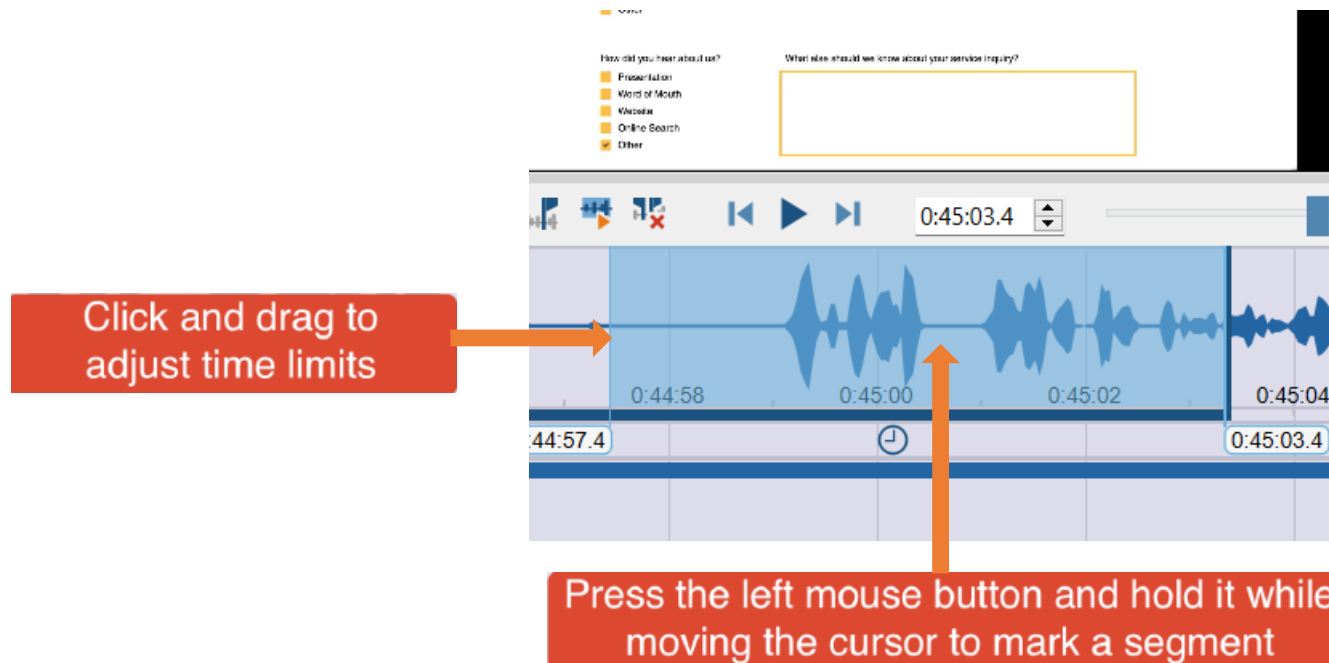 Other
How did you hear about us?
What else should we know about your service inquiry?
Presentation
Word of Mouth
Website
Online Search
Other
0:45:03.4
Click and drag to
adjust time limits
0:44:58
0:45:00
0:45:02
0:45:04
:44:57.4
0:45:03.4
Press the left mouse button and hold it while
moving the cursor to mark a segment